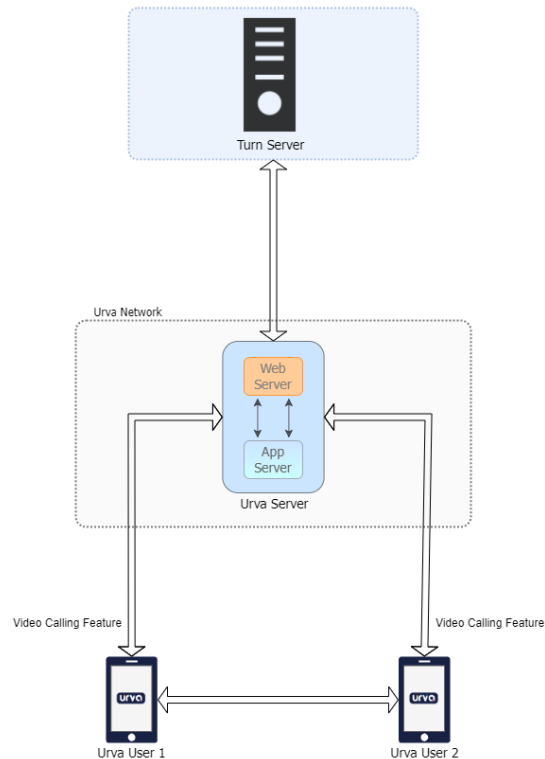 Turn Server
Urva Network
Web
Server
App
Server
Urva Server
Video Calling Feature
Video Calling Feature
urva
urva
Urva User 1
Urva User 2